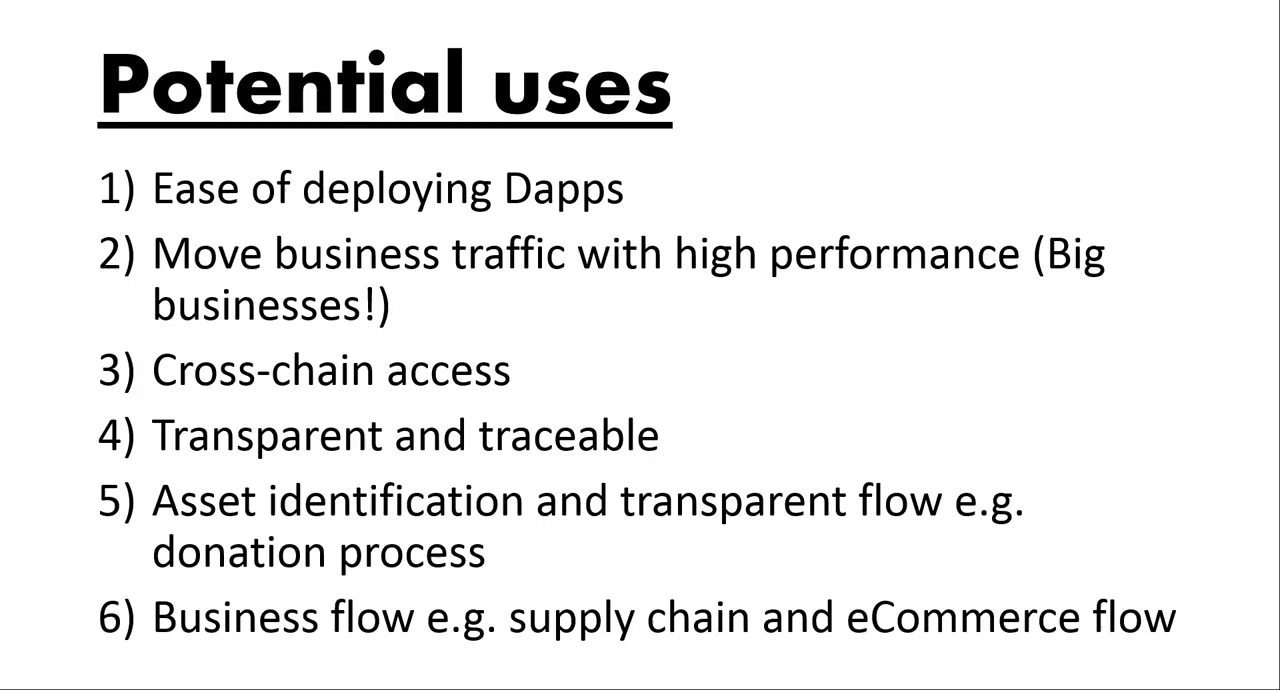 Potential uses
1) Ease of deploying Dapps
2) Move business traffic with high performance (Big
businesses!)
3) Cross-chain access
4) Transparent and traceable
5) Asset identification and transparent flow e.g.
donation process
6) Business flow e.g. supply chain and eCommerce flow